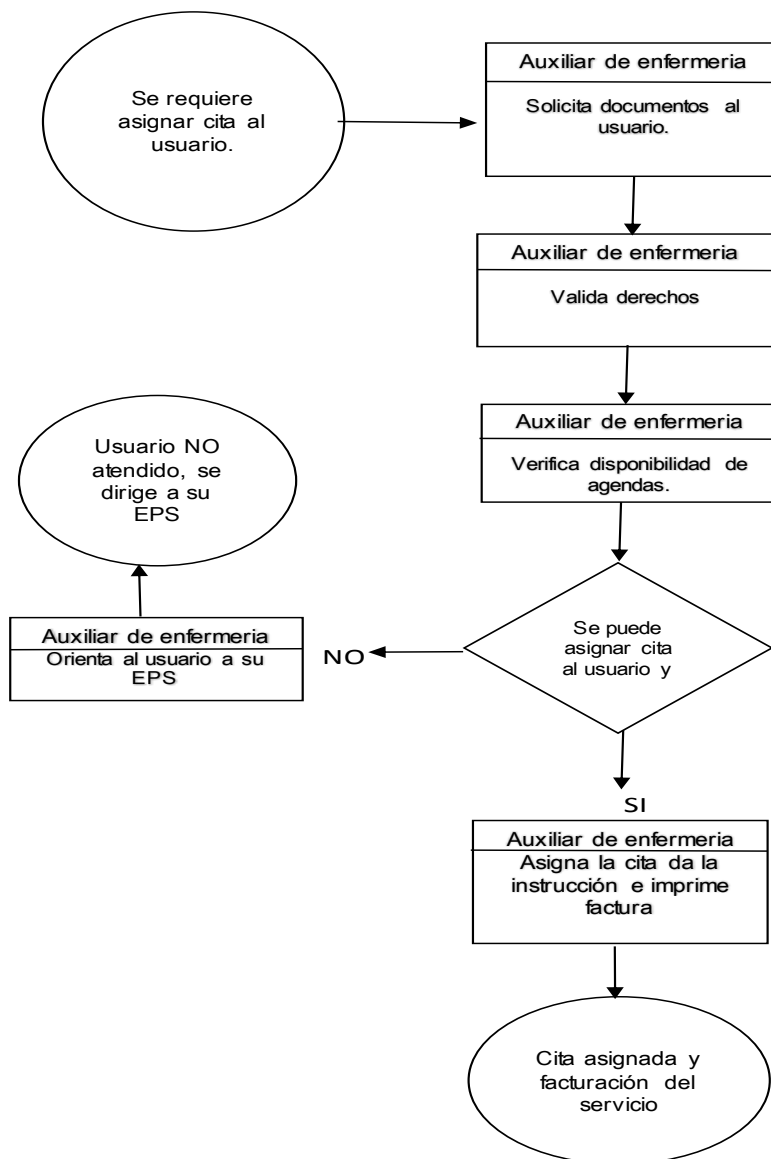 Se requiere
asignar cita al
usuario.
Auxiliar de enfermeria
Solicita documentos al
usuario.
Auxiliar de enfermeria
Valida derechos
Auxiliar de enfermeria
Verifica disponibilidad de
agendas.
Usuario NO
atendido, se
dirige a su
EPS
Auxiliar de enfermeria
Orienta al usuario a su
EPS
NO
Se puede
asignar cita
al usuario y
SI
Auxiliar de enfermeria
Asigna la cita da la
instrucción e imprime
factura
Cita asignada y
facturación del
servicio